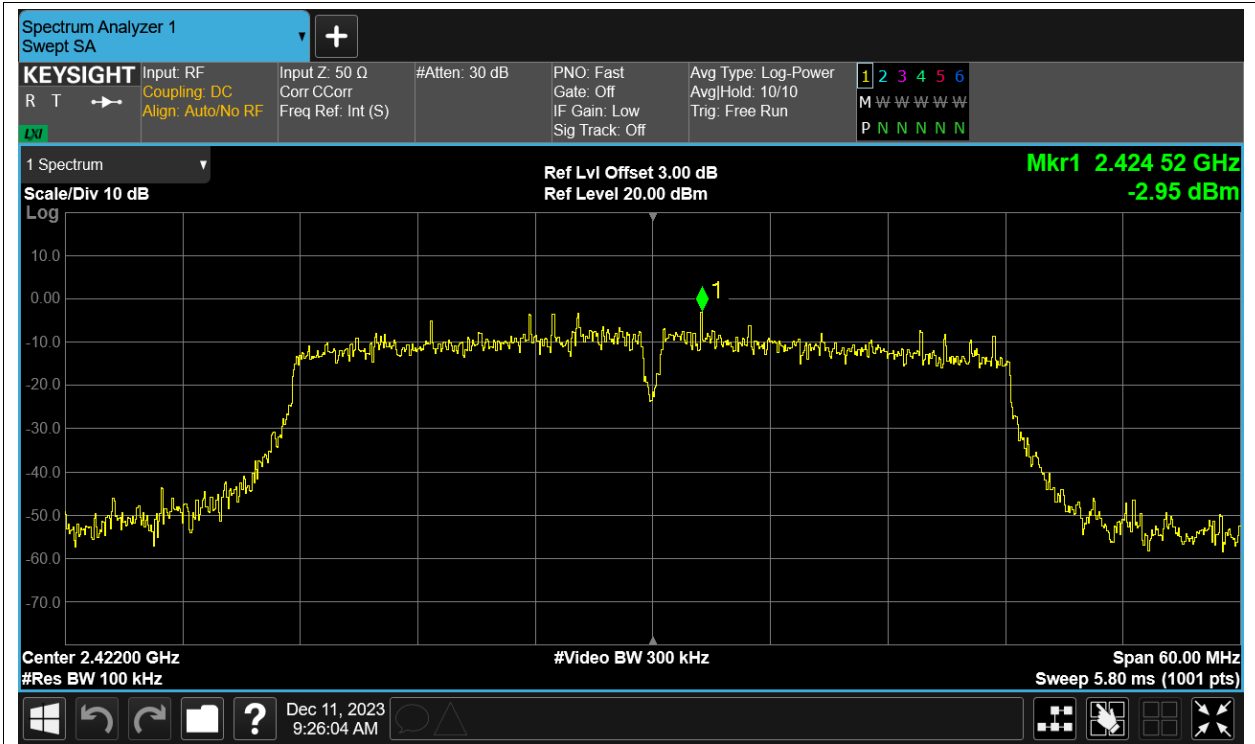 Spectrum Analyzer 1
Swept SA
KEYSIGHT
R T
LXI
Input: RF
Coupling: DC
Align: Auto/No RF
Input Z: 50 Ω
Corr CCorr
Freq Ref: Int (S)
#Atten: 30 dB
PNO: Fast
Gate: Off
IF Gain: Low
Sig Track: Off
Avg Type: Log-Power
Avg|Hold: 10/10
Trig: Free Run
1 2 3 4 5 6
M W W W W W
P N N N N N
1 Spectrum
Scale/Div 10 dB
Log
Ref Lvl Offset 3.00 dB
Ref Level 20.00 dBm
Mkr1 2.424 52 GHz
-2.95 dBm
1
10.0
0.00
-10.0
-20.0
-30.0
-40.0
-50.0
-60.0
-70.0
Center 2.42200 GHz
#Res BW 100 kHz
#Video BW 300 kHz
Span 60.00 MHz
Sweep 5.80 ms (1001 pts)
?
Dec 11, 2023
9:26:04 AM